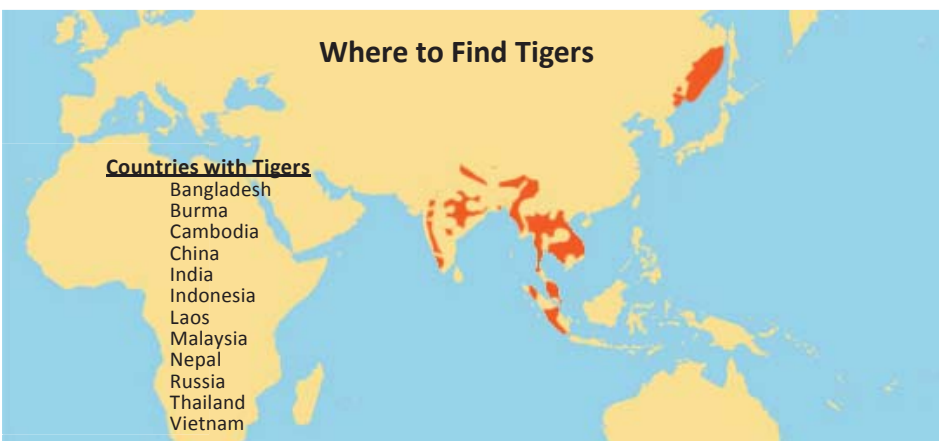 Where to Find Tigers
Countries with Tigers
Bangladesh
Burma
Cambodia
China
India
Indonesia
Laos
Malaysia
Nepal
Russia
Thailand
Vietnam